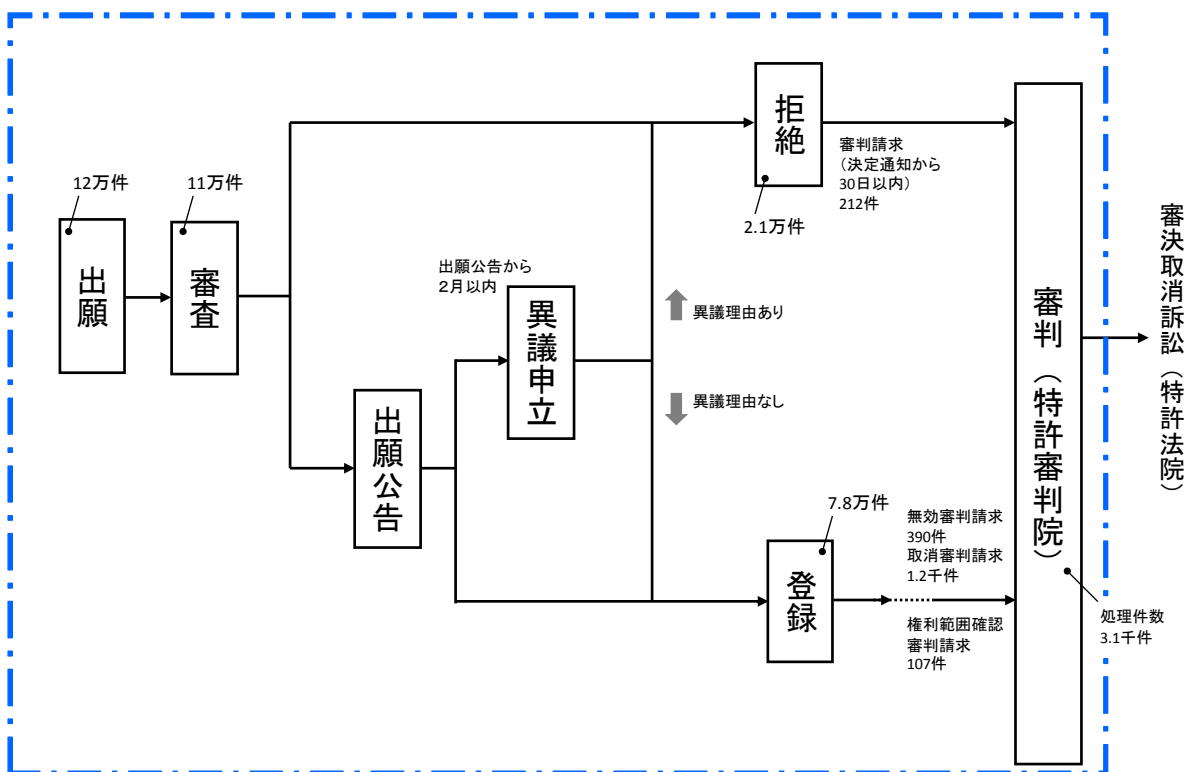 12万件
出願
11万件
審査
出願公告
出願公告から
２月以内
異議申立
異議理由あり
異議理由なし
拒絶
2.1万件
審判請求
（決定通知から
30日以内）
212件
7.8万件
登録
無効審判請求
390件
取消審判請求
1.2千件
権利範囲確認
審判請求
107件
審判（特許審判院）
処理件数
3.1千件
審決取消訴訟（特許法院）